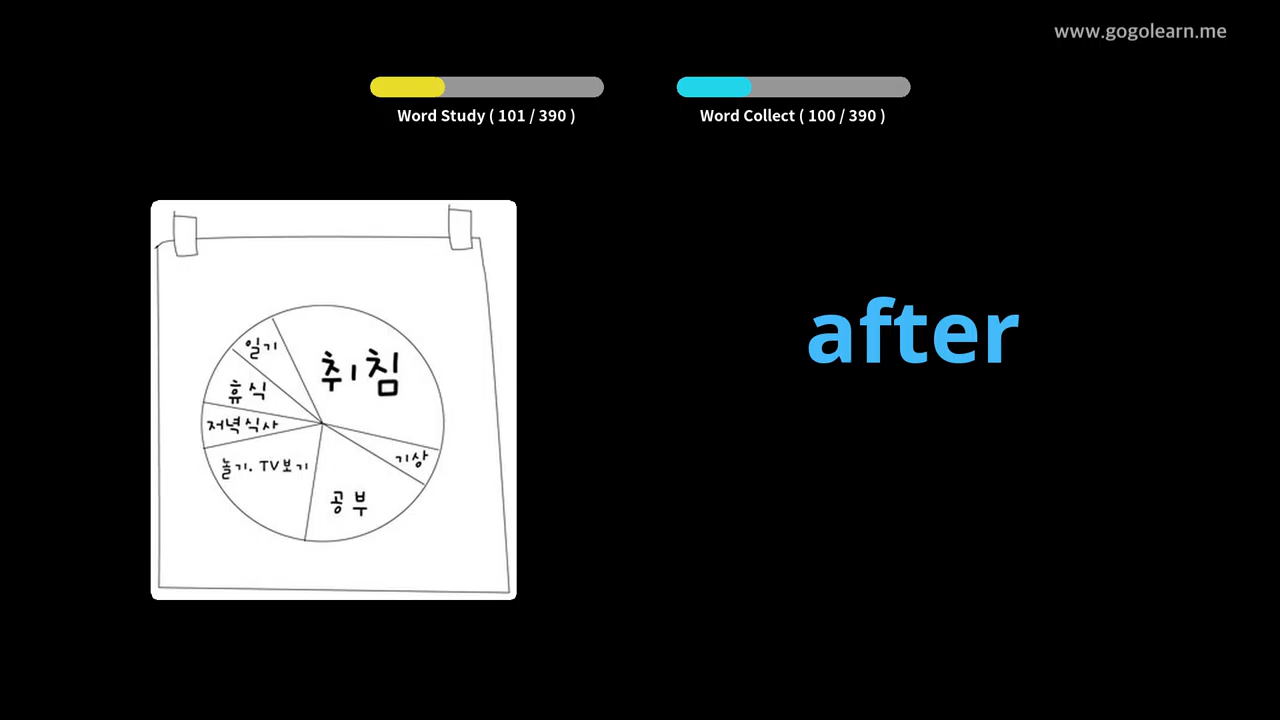 www.gogolearn.me
Word Study ( 101 / 390 )
Word Collect ( 100 / 390 )
일기
취침
휴식
저녁식사
놀기. TV보기
기상
공부
after